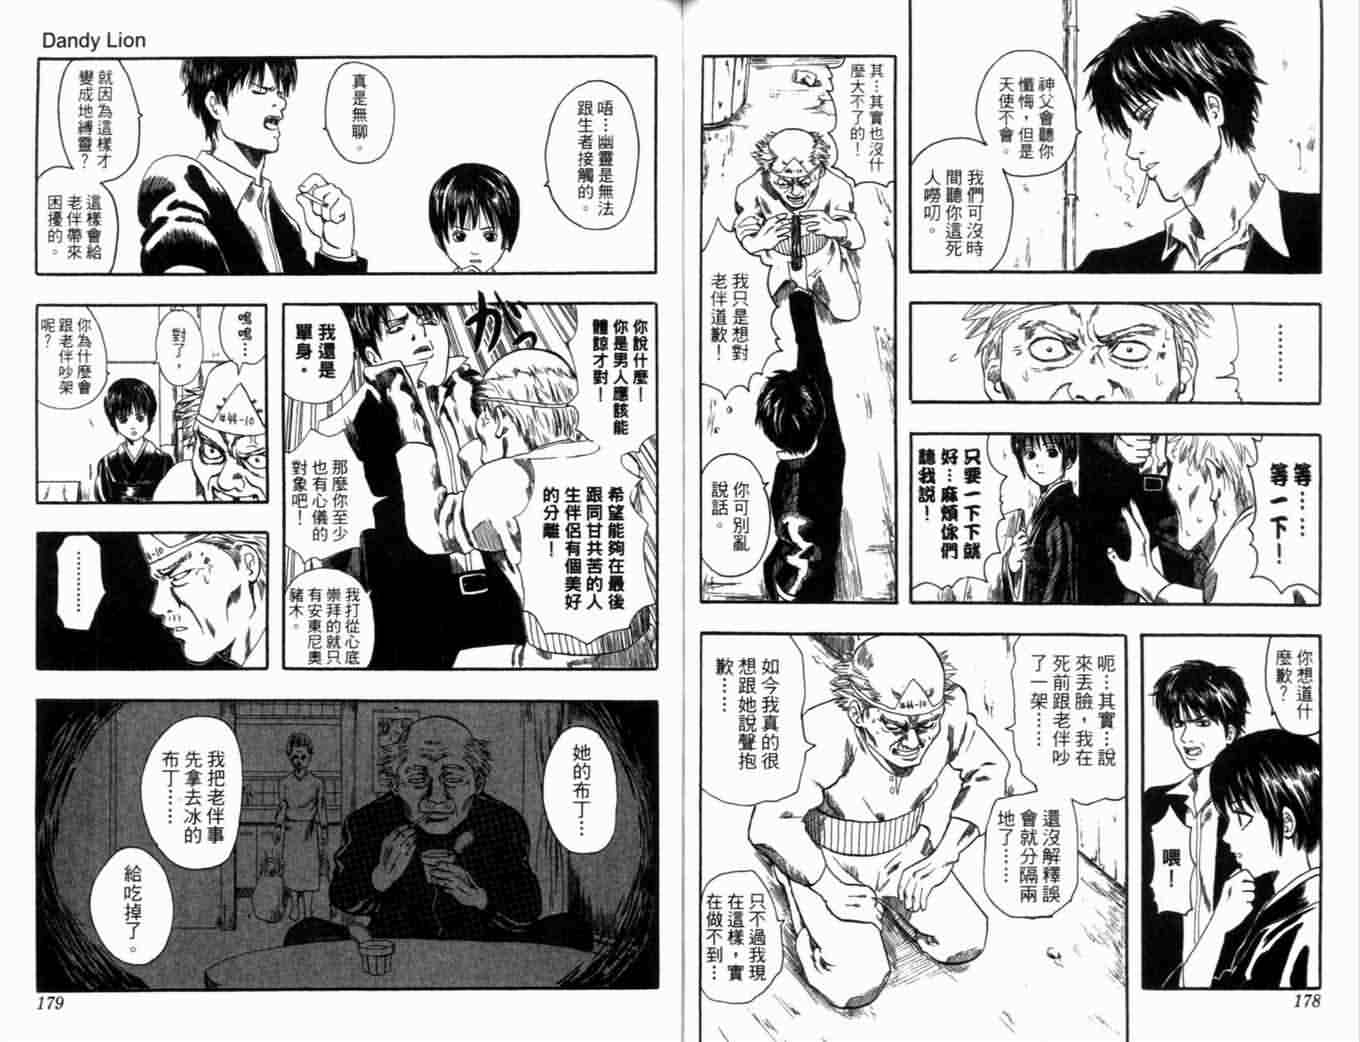 神父會聽你
懺悔，但是
天使不會。
我們可沒時
間聽你這死
人嘮叨。
…………
等……
等一下！
只要一下下就
好…麻煩你們
聽我說！
其…其實也沒什
麼大不了的！
我只是想對
老伴道歉！
你可別亂
說話。
你想道什
麼歉？
喂！
呃…其實…說
來丟臉，我在
死前跟老伴吵
了一架……
還沒解釋誤
會就分隔兩
地了……
如今我真的很
想跟她說聲抱
歉……
只不過我現
在這樣，實
在做不到…
#44-10
178
Dandy Lion
唔…幽靈是無法
跟生者接觸的。
真是無聊。
就因為這樣才
變成地縛靈？
這樣會給
老伴帶來
困擾的。
がっ
你說什麼！
你是男人應該能
體諒才對！
我還是
單身。
希望能夠在最後
跟同甘共苦的人
生伴侶有個美好
的分離！
那麼你至少
也有心儀的
對象吧！
我打從心底
崇拜的就只
有安東尼奧
豬木。
嗚
嗚…
對了，
你為什麼會
跟老伴吵架
呢？
#44-10
4-10
…………
她的布丁…
我把老伴事
先拿去冰的
布丁……
給吃掉了。
179